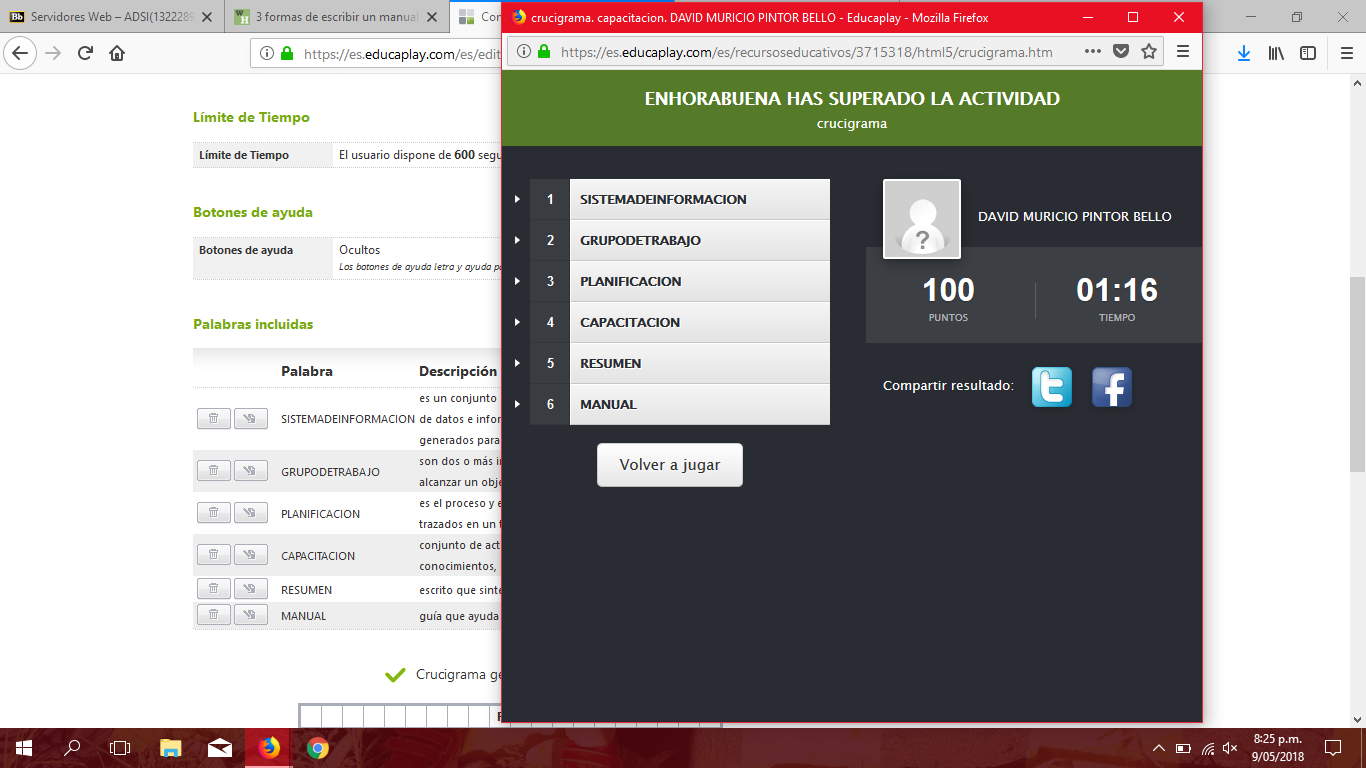 Bb Servidores Web – ADSI(1322289
WH 3 formas de escribir un manual
Con
crucigrama. capacitacion. DAVID MURICIO PINTOR BELLO - Educaplay - Mozilla Firefox
https://es.educaplay.com/es/edit
https://es.educaplay.com/es/recursoseducativos/3715318/html5/crucigrama.htm
Límite de Tiempo
Límite de Tiempo El usuario dispone de 600 segu
Botones de ayuda
Botones de ayuda Ocultos
Los botones de ayuda letra y ayuda pa
Palabras incluidas
Palabra Descripción
es un conjunto
SISTEMADEINFORMACION de datos e infor
generados para
GRUPODETRABAJO son dos o más i
alcanzar un obje
PLANIFICACION es el proceso y e
trazados en un t
CAPACITACION conjunto de act
conocimientos,
RESUMEN escrito que sinte
MANUAL guía que ayuda
Crucigrama ge
ENHORABUENA HAS SUPERADO LA ACTIVIDAD
crucigrama
1 SISTEMADEINFORMACION
2 GRUPODETRABAJO
3 PLANIFICACION
4 CAPACITACION
5 RESUMEN
6 MANUAL
Volver a jugar
?
DAVID MURICIO PINTOR BELLO
100 01:16
PUNTOS TIEMPO
Compartir resultado: t f
8:25 p.m.
9/05/2018